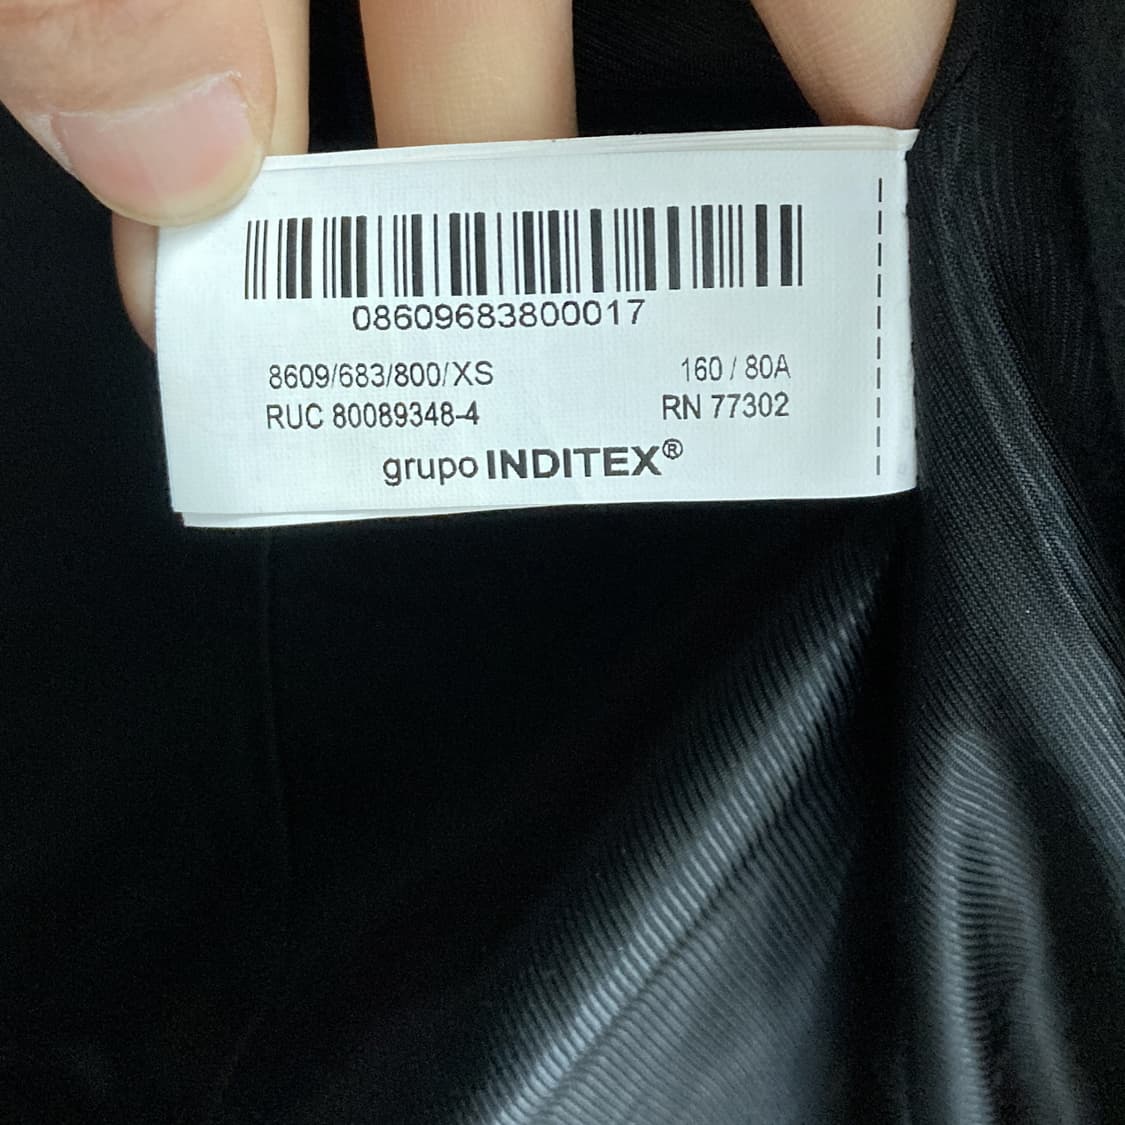 08609683800017
8609/683/800/XS 160 / 80A
RUC 80089348-4 RN 77302
grupo INDITEX®